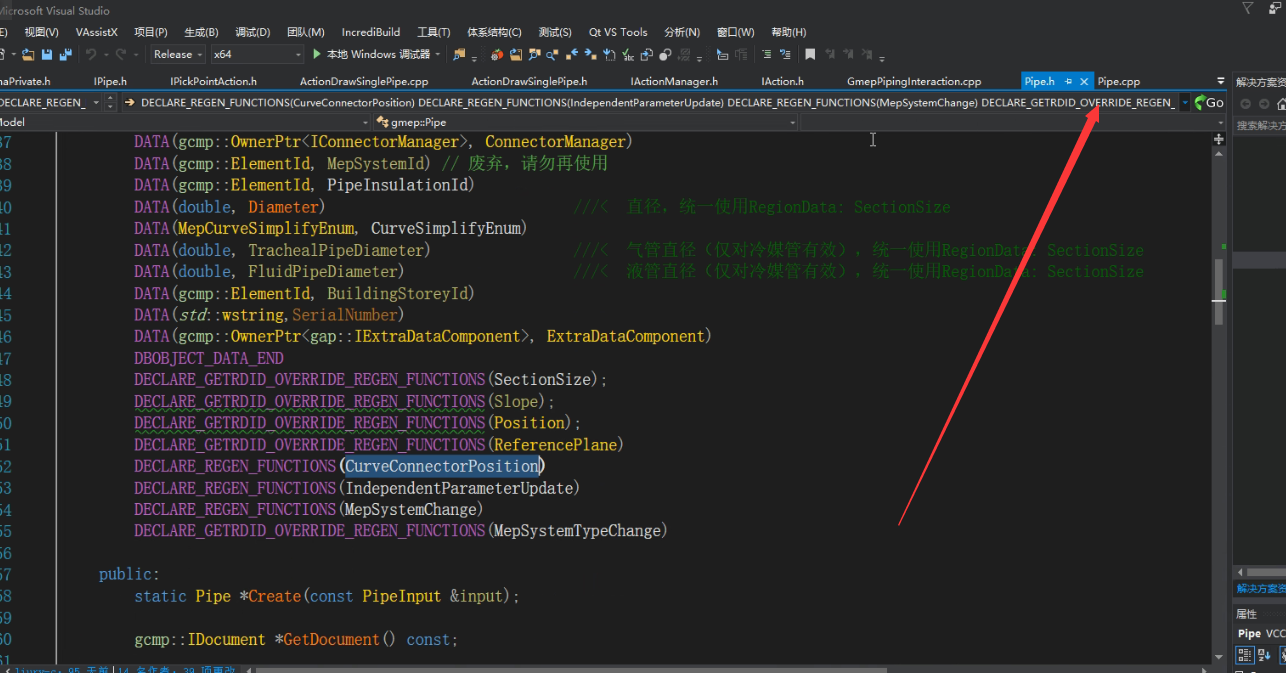 Microsoft Visual Studio
E) 视图(V) VAssistX 项目(P) 生成(B) 调试(D) 团队(M) IncrediBuild 工具(T) 体系结构(C) 测试(S) Qt VS Tools 分析(N) 窗口(W) 帮助(H)
Release x64 本地 Windows 调试器
naPrivate.h IPipe.h IPickPointAction.h ActionDrawSinglePipe.cpp ActionDrawSinglePipe.h IActionManager.h IAction.h GmepPipingInteraction.cpp Pipe.h Pipe.cpp
解决方案资
DECLARE_REGEN_ DECLARE_REGEN_FUNCTIONS(CurveConnectorPosition) DECLARE_REGEN_FUNCTIONS(IndependentParameterUpdate) DECLARE_REGEN_FUNCTIONS(MepSystemChange) DECLARE_GETRDID_OVERRIDE_REGEN_ Go
Model gmep::Pipe
搜索解决方
37 DATA(gcmp::OwnerPtr<IConnectorManager>, ConnectorManager)
38 DATA(gcmp::ElementId, MepSystemId) // 废弃，请勿再使用
39 DATA(gcmp::ElementId, PipeInsulationId)
40 DATA(double, Diameter) ///< 直径，统一使用RegionData: SectionSize
41 DATA(MepCurveSimplifyEnum, CurveSimplifyEnum)
42 DATA(double, TrachealPipeDiameter) ///< 气管直径（仅对冷媒管有效），统一使用RegionData: SectionSize
43 DATA(double, FluidPipeDiameter) ///< 液管直径（仅对冷媒管有效），统一使用RegionData: SectionSize
44 DATA(gcmp::ElementId, BuildingStoreyId)
45 DATA(std::wstring,SerialNumber)
46 DATA(gcmp::OwnerPtr<gap::IExtraDataComponent>, ExtraDataComponent)
47 DBOBJECT_DATA_END
48 DECLARE_GETRDID_OVERRIDE_REGEN_FUNCTIONS(SectionSize);
49 DECLARE_GETRDID_OVERRIDE_REGEN_FUNCTIONS(Slope);
50 DECLARE_GETRDID_OVERRIDE_REGEN_FUNCTIONS(Position);
51 DECLARE_GETRDID_OVERRIDE_REGEN_FUNCTIONS(ReferencePlane)
52 DECLARE_REGEN_FUNCTIONS(CurveConnectorPosition)
53 DECLARE_REGEN_FUNCTIONS(IndependentParameterUpdate)
54 DECLARE_REGEN_FUNCTIONS(MepSystemChange)
55 DECLARE_GETRDID_OVERRIDE_REGEN_FUNCTIONS(MepSystemTypeChange)
56
57 public:
58 static Pipe *Create(const PipeInput &input);
59
60 gcmp::IDocument *GetDocument() const;
61
解决方案资
属性
Pipe VCC